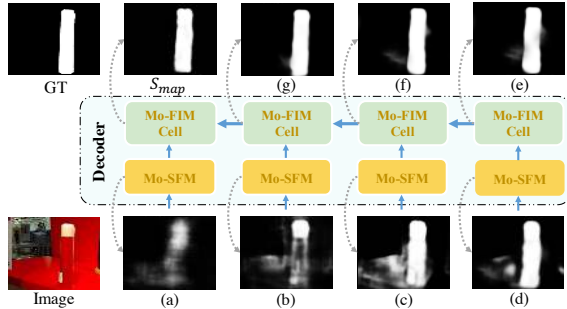 GT
S_map
(g)
(f)
(e)
Decoder
Mo-FIM Cell
Mo-FIM Cell
Mo-FIM Cell
Mo-FIM Cell
Mo-SFM
Mo-SFM
Mo-SFM
Mo-SFM
Image
(a)
(b)
(c)
(d)